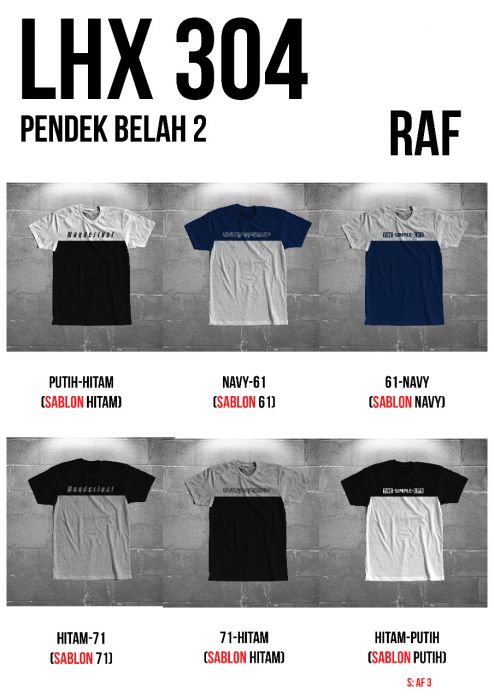 LHX 304
PENDEK BELAH 2
RAF
Wanderlust
THE·SIMPLE·LIFE
PUTIH-HITAM
(SABLON HITAM)
NAVY-61
(SABLON 61)
61-NAVY
(SABLON NAVY)
Wanderlust
THE·SIMPLE·LIFE
HITAM-71
(SABLON 71)
71-HITAM
(SABLON HITAM)
HITAM-PUTIH
(SABLON PUTIH)
S: AF 3